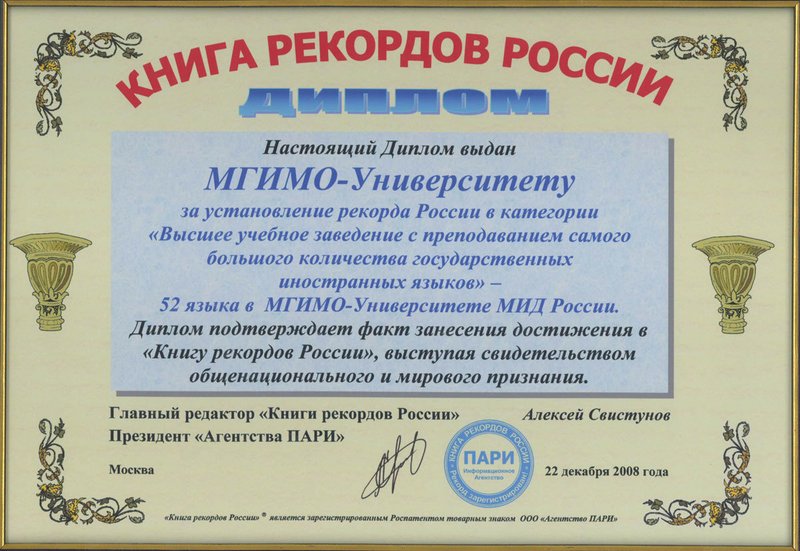 КНИГА РЕКОРДОВ РОССИИ
ДИПЛОМ
Настоящий Диплом выдан
МГИМО-Университету
за установление рекорда России в категории
«Высшее учебное заведение с преподаванием самого
большого количества государственных
иностранных языков» –
52 языка в МГИМО-Университете МИД России.
Диплом подтверждает факт занесения достижения в
«Книгу рекордов России», выступая свидетельством
общенационального и мирового признания.
Главный редактор «Книги рекордов России» Алексей Свистунов
Президент «Агентства ПАРИ»
КНИГА РЕКОРДОВ РОССИИ
ПАРИ
Информационное
Агентство
Рекорд зарегистрирован!
Москва
22 декабря 2008 года
«Книга рекордов России» ® является зарегистрированным Роспатентом товарным знаком ООО «Агентство ПАРИ»